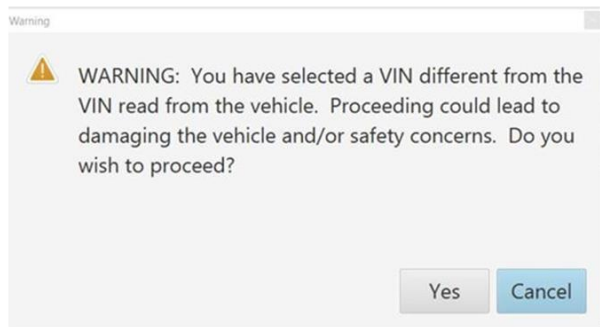 Warning
WARNING:  You have selected a VIN different from the
VIN read from the vehicle.  Proceeding could lead to
damaging the vehicle and/or safety concerns.  Do you
wish to proceed?
Yes
Cancel